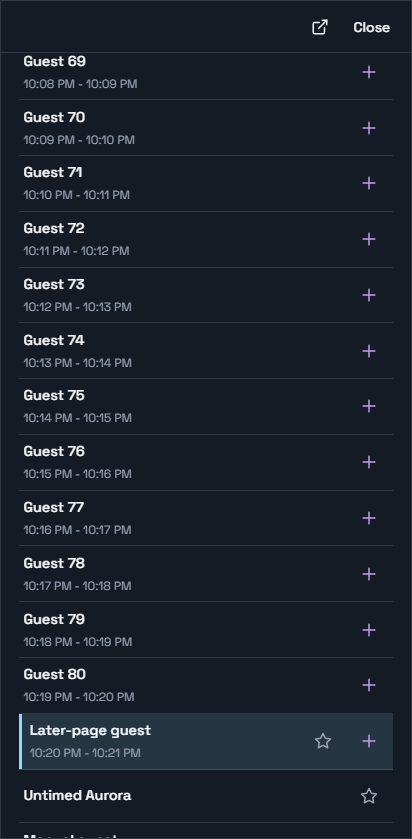 Close
Guest 69
10:08 PM - 10:09 PM
Guest 70
10:09 PM - 10:10 PM
Guest 71
10:10 PM - 10:11 PM
Guest 72
10:11 PM - 10:12 PM
Guest 73
10:12 PM - 10:13 PM
Guest 74
10:13 PM - 10:14 PM
Guest 75
10:14 PM - 10:15 PM
Guest 76
10:15 PM - 10:16 PM
Guest 77
10:16 PM - 10:17 PM
Guest 78
10:17 PM - 10:18 PM
Guest 79
10:18 PM - 10:19 PM
Guest 80
10:19 PM - 10:20 PM
Later-page guest
10:20 PM - 10:21 PM
Untimed Aurora